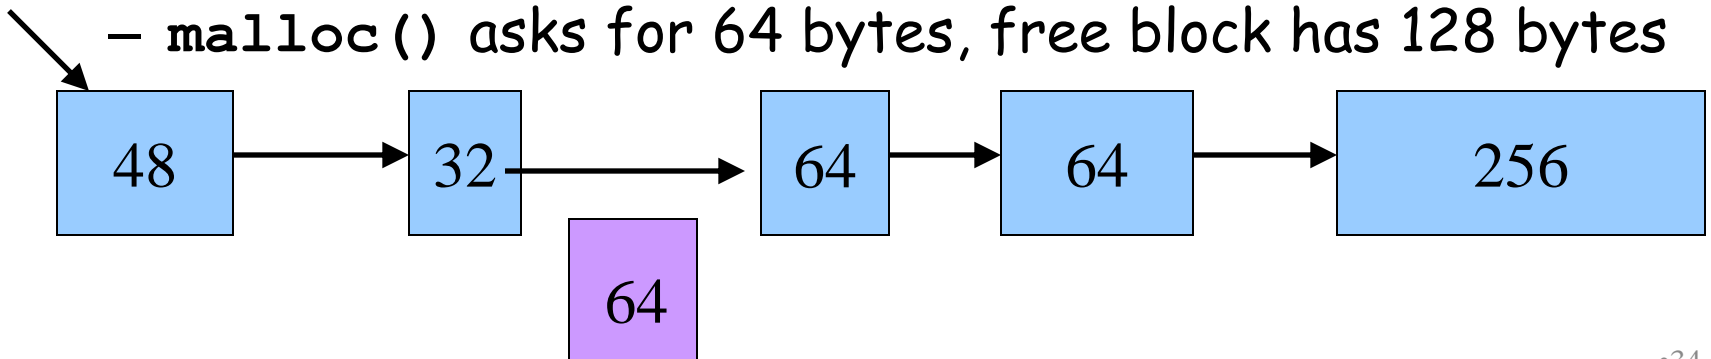 – malloc() asks for 64 bytes, free block has 128 bytes
48 32 64 64 256
64